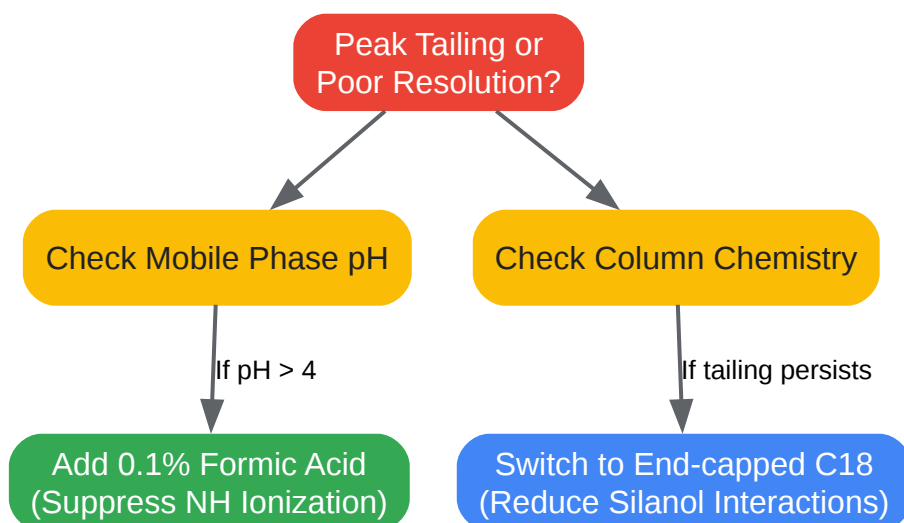 Peak Tailing or
Poor Resolution?
Check Mobile Phase pH
Check Column Chemistry
If pH > 4
If tailing persists
Add 0.1% Formic Acid
(Suppress NH Ionization)
Switch to End-capped C18
(Reduce Silanol Interactions)